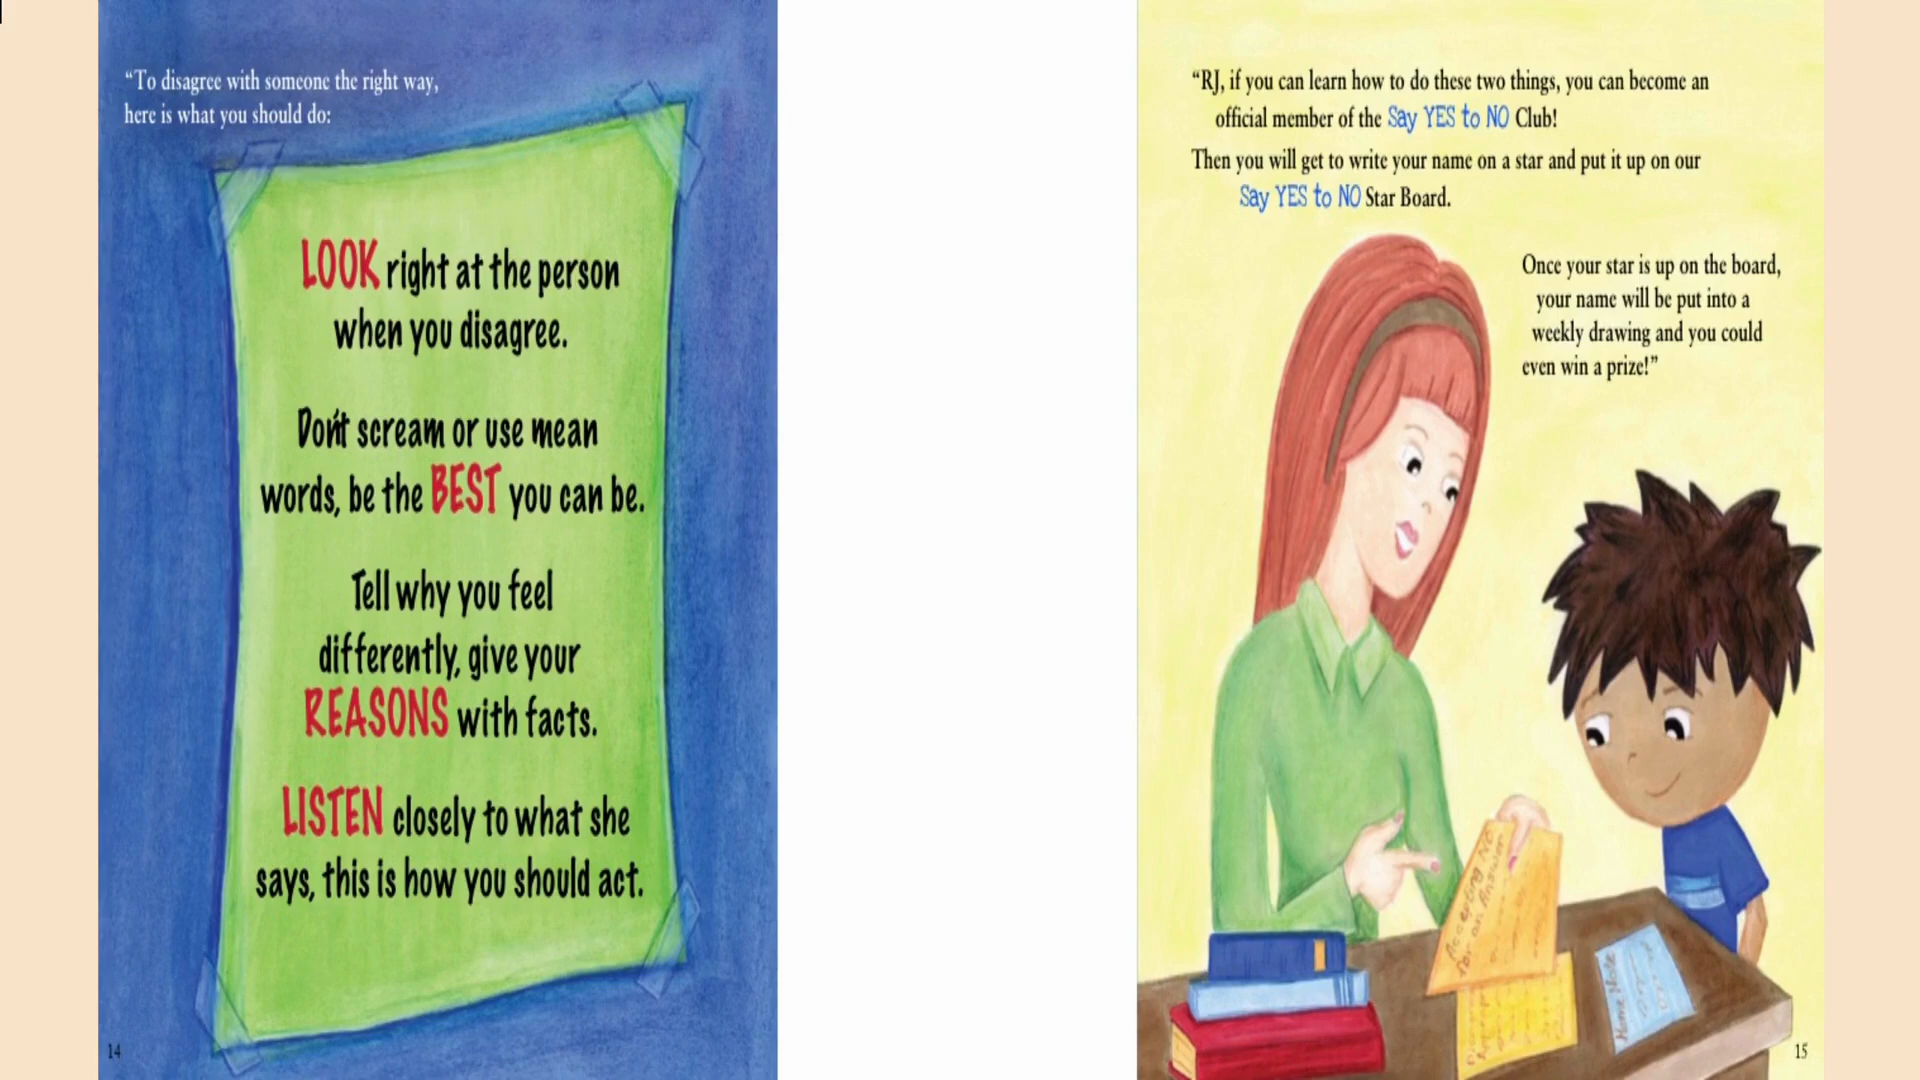 “To disagree with someone the right way,
here is what you should do:
LOOK right at the person
when you disagree.
Don't scream or use mean
words, be the BEST you can be.
Tell why you feel
differently, give your
REASONS with facts.
LISTEN closely to what she
says, this is how you should act.
14
“RJ, if you can learn how to do these two things, you can become an
official member of the Say YES to NO Club!
Then you will get to write your name on a star and put it up on our
Say YES to NO Star Board.
Once your star is up on the board,
your name will be put into a
weekly drawing and you could
even win a prize!”
Accepting NO
for an Answer
Home Note
15